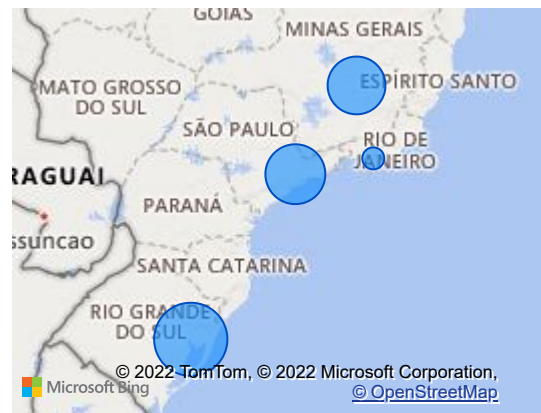 GOIÁS
MINAS GERAIS
MATO GROSSO
DO SUL
ESPÍRITO SANTO
SÃO PAULO
RIO DE
JANEIRO
RAGUAI
PARANÁ
ssuncao
SANTA CATARINA
RIO GRANDE
DO SUL
© 2022 TomTom, © 2022 Microsoft Corporation,
Microsoft Bing
© OpenStreetMap